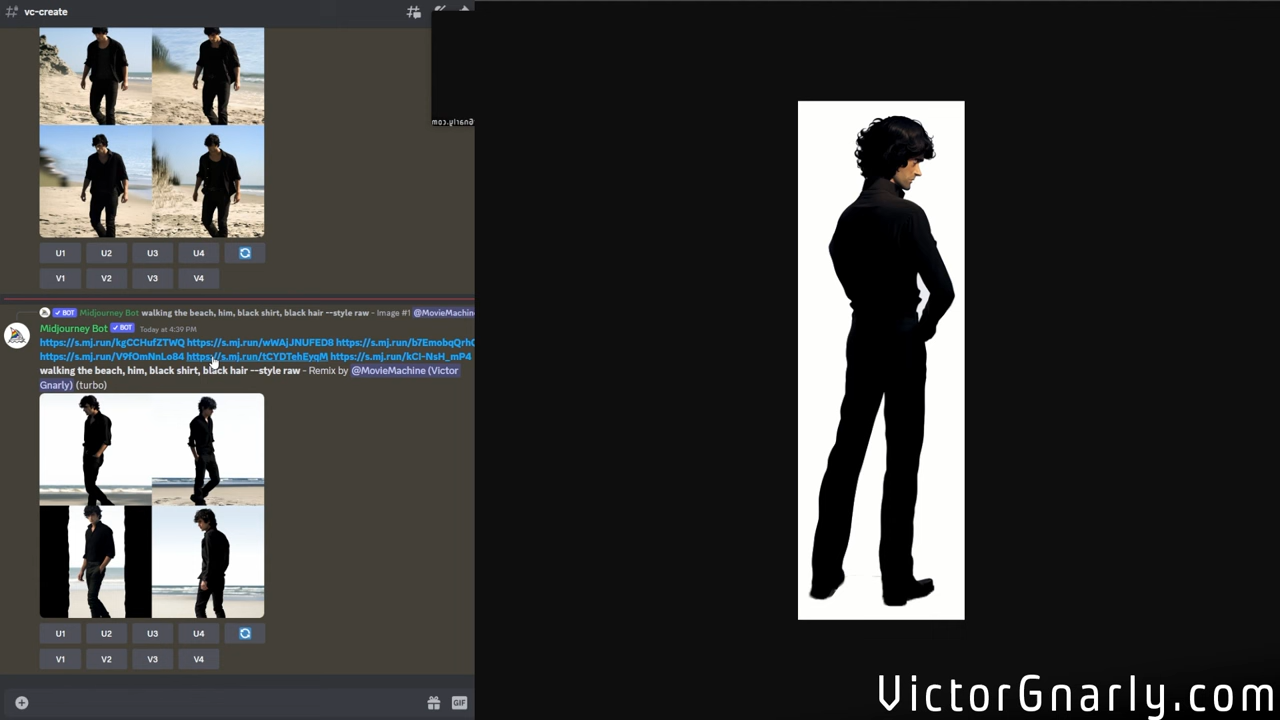 vc-create
VictorGnarly.com
U1 U2 U3 U4
V1 V2 V3 V4
BOT Midjourney Bot walking the beach, him, black shirt, black hair --style raw - Image #1 @MovieMachine
Midjourney Bot BOT Today at 4:39 PM
https://s.mj.run/kgCCHufZTWQ https://s.mj.run/wWAjJNUFED8 https://s.mj.run/b7EmobqQrh
https://s.mj.run/V9fOmNnLo84 https://s.mj.run/tCYDTehEyqM https://s.mj.run/kCl-NsH_mP4
walking the beach, him, black shirt, black hair --style raw - Remix by @MovieMachine (Victor
Gnarly) (turbo)
U1 U2 U3 U4
V1 V2 V3 V4
GIF
VictorGnarly.com